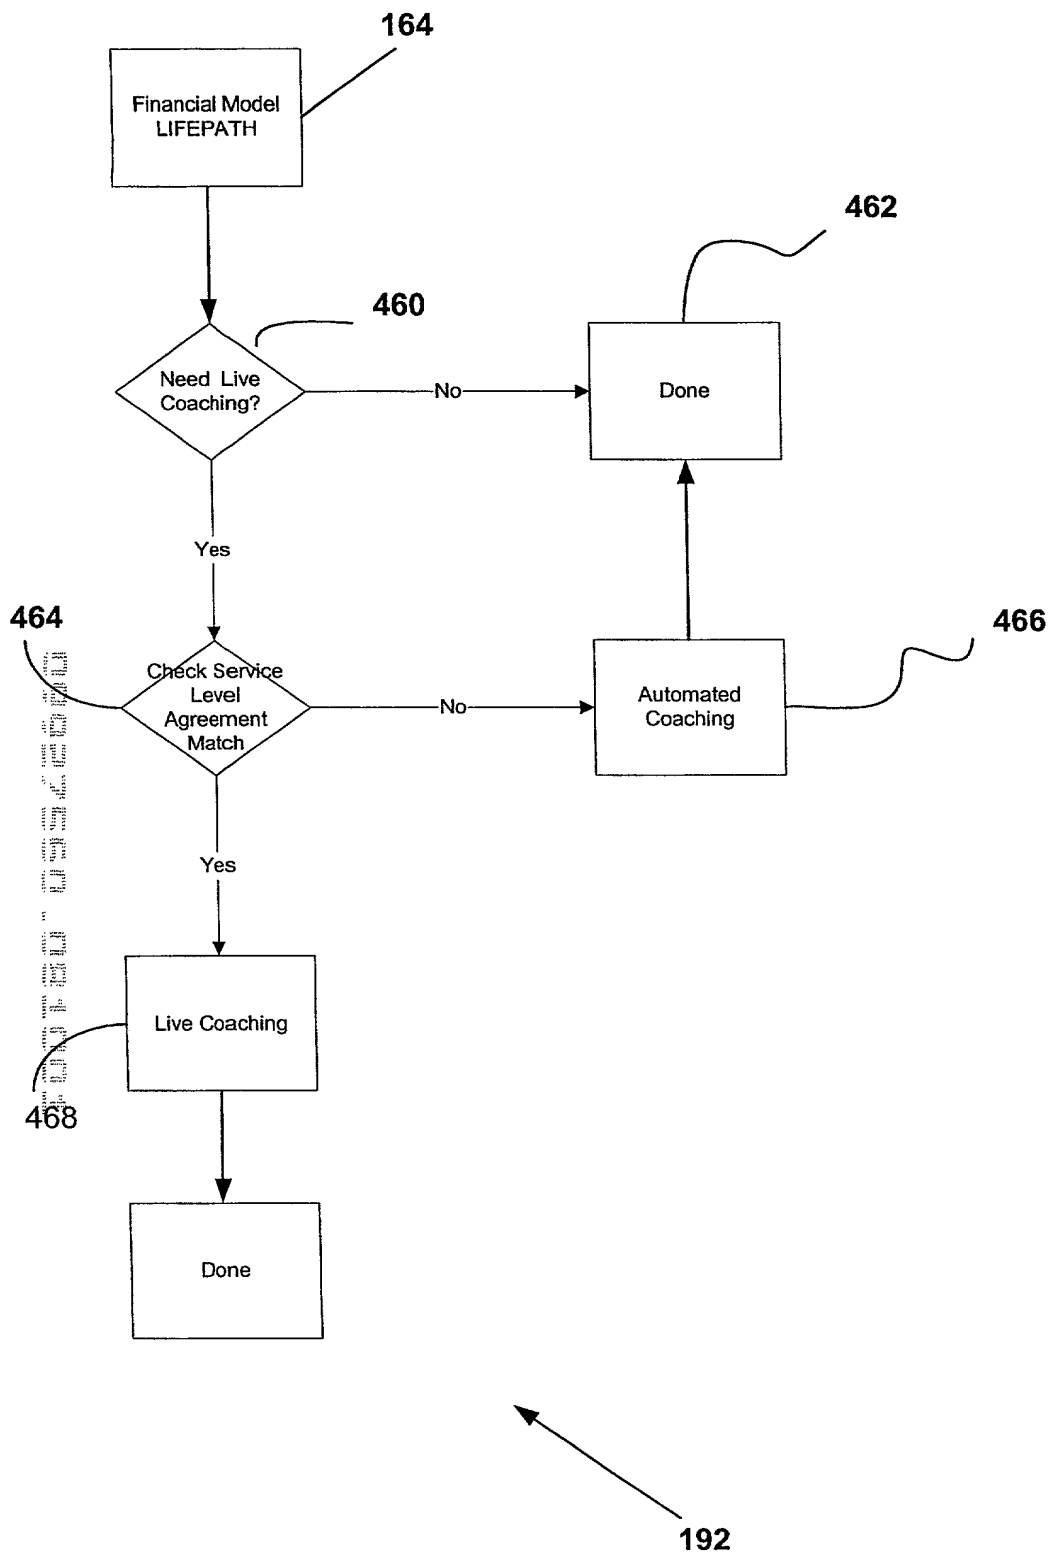 164
Financial Model
LIFEPATH
462
460
Need Live
Coaching?
No
Done
Yes
464
466
Check Service
Level
Agreement
Match
No
Automated
Coaching
Yes
Live Coaching
468
Done
192